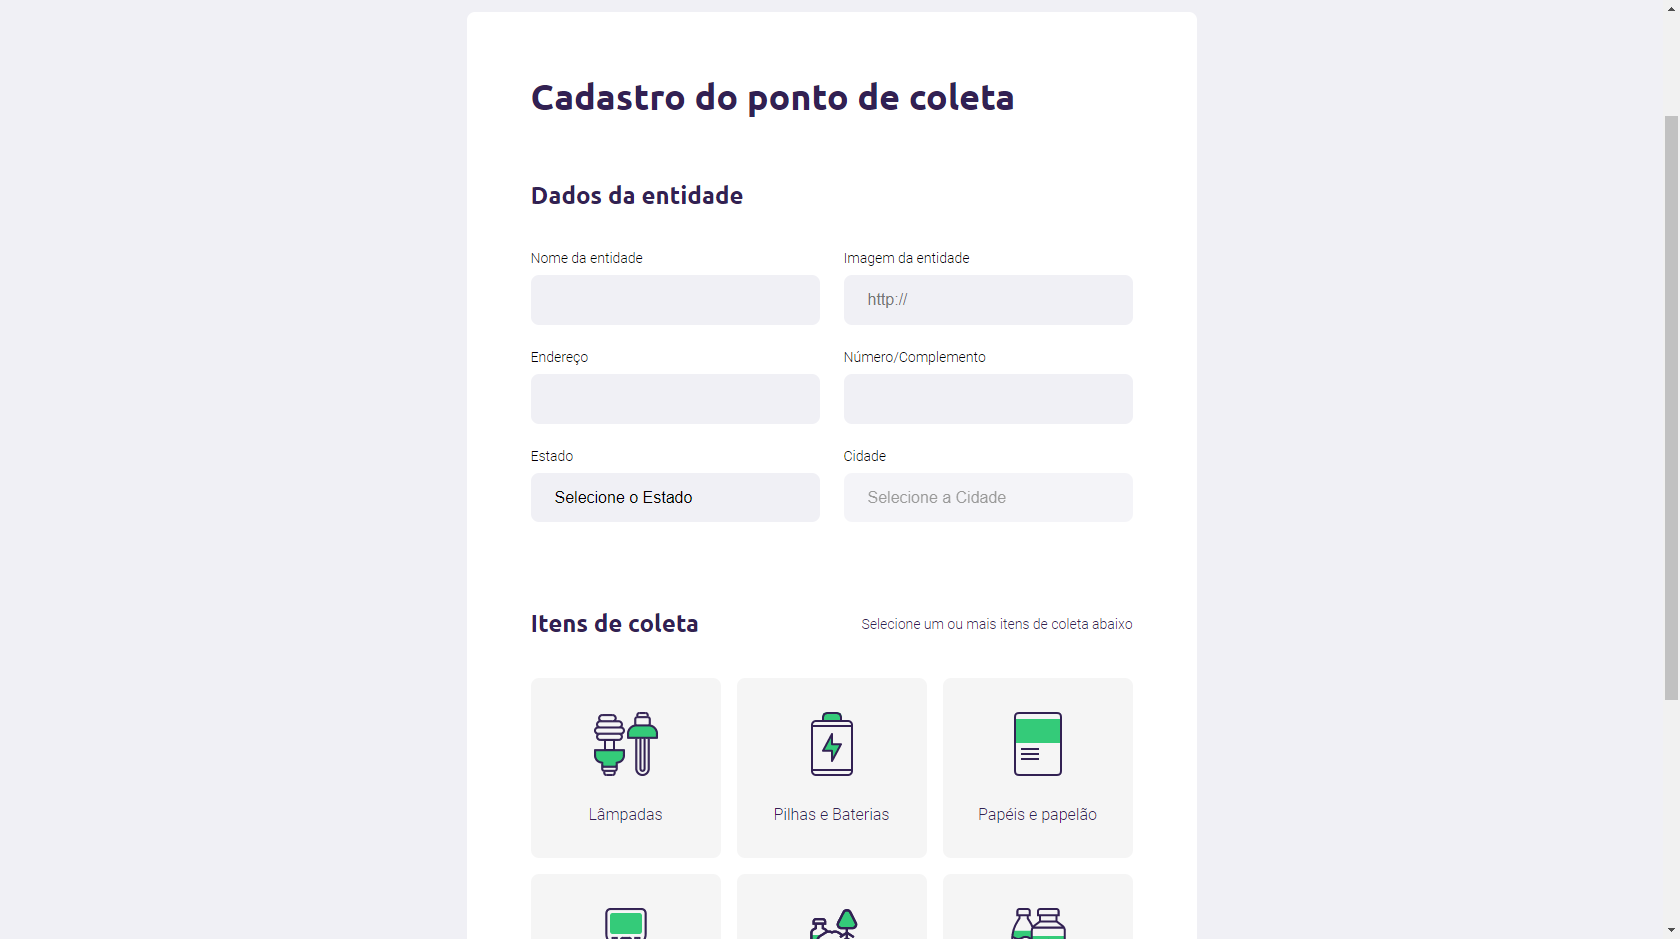 Cadastro do ponto de coleta
Dados da entidade
Nome da entidade
Imagem da entidade
http://
Endereço
Número/Complemento
Estado
Cidade
Selecione o Estado
Selecione a Cidade
Itens de coleta
Selecione um ou mais itens de coleta abaixo
Lâmpadas
Pilhas e Baterias
Papéis e papelão